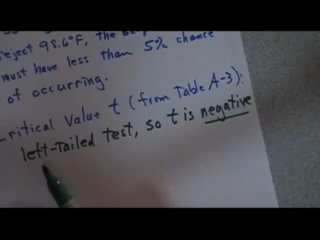 reject 98.6°F, the
must have less than 5% chance
of occurring.
Critical Value t (from Table A-3):
left-tailed test, so t is negative